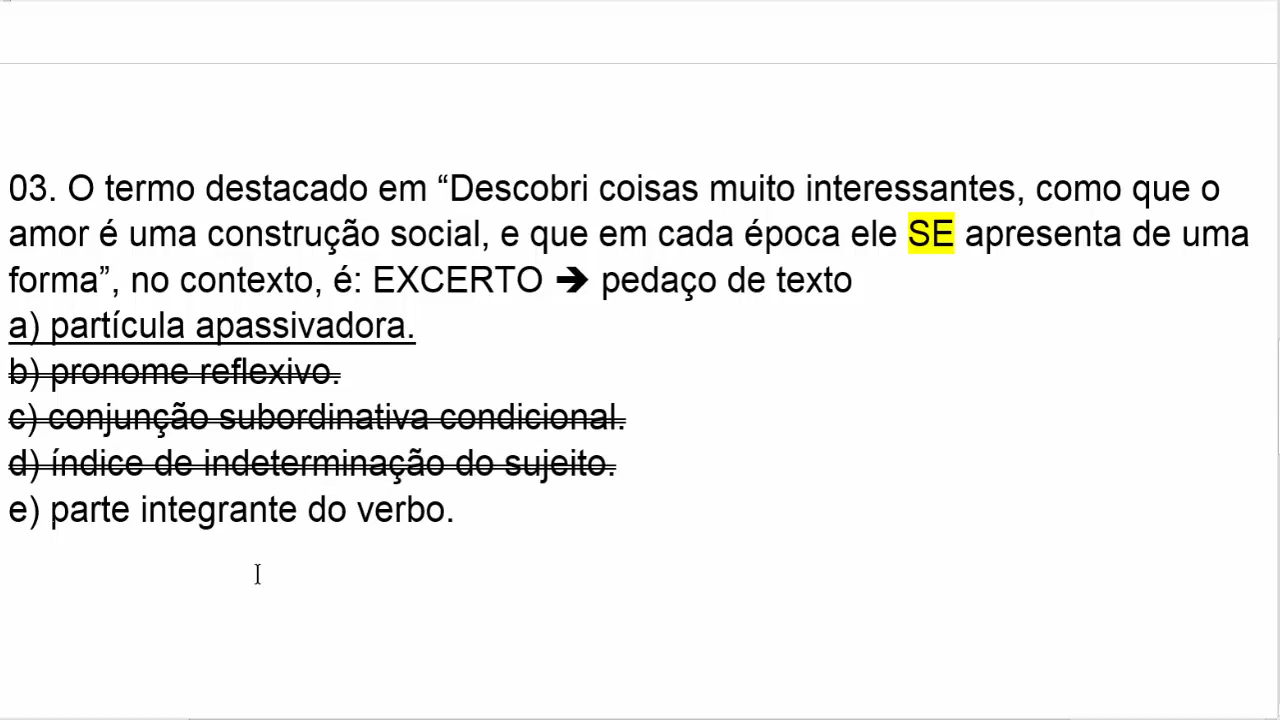 03. O termo destacado em “Descobri coisas muito interessantes, como que o
amor é uma construção social, e que em cada época ele SE apresenta de uma
forma”, no contexto, é: EXCERTO ➔ pedaço de texto
a) partícula apassivadora.
b) pronome reflexivo.
c) conjunção subordinativa condicional.
d) índice de indeterminação do sujeito.
e) parte integrante do verbo.